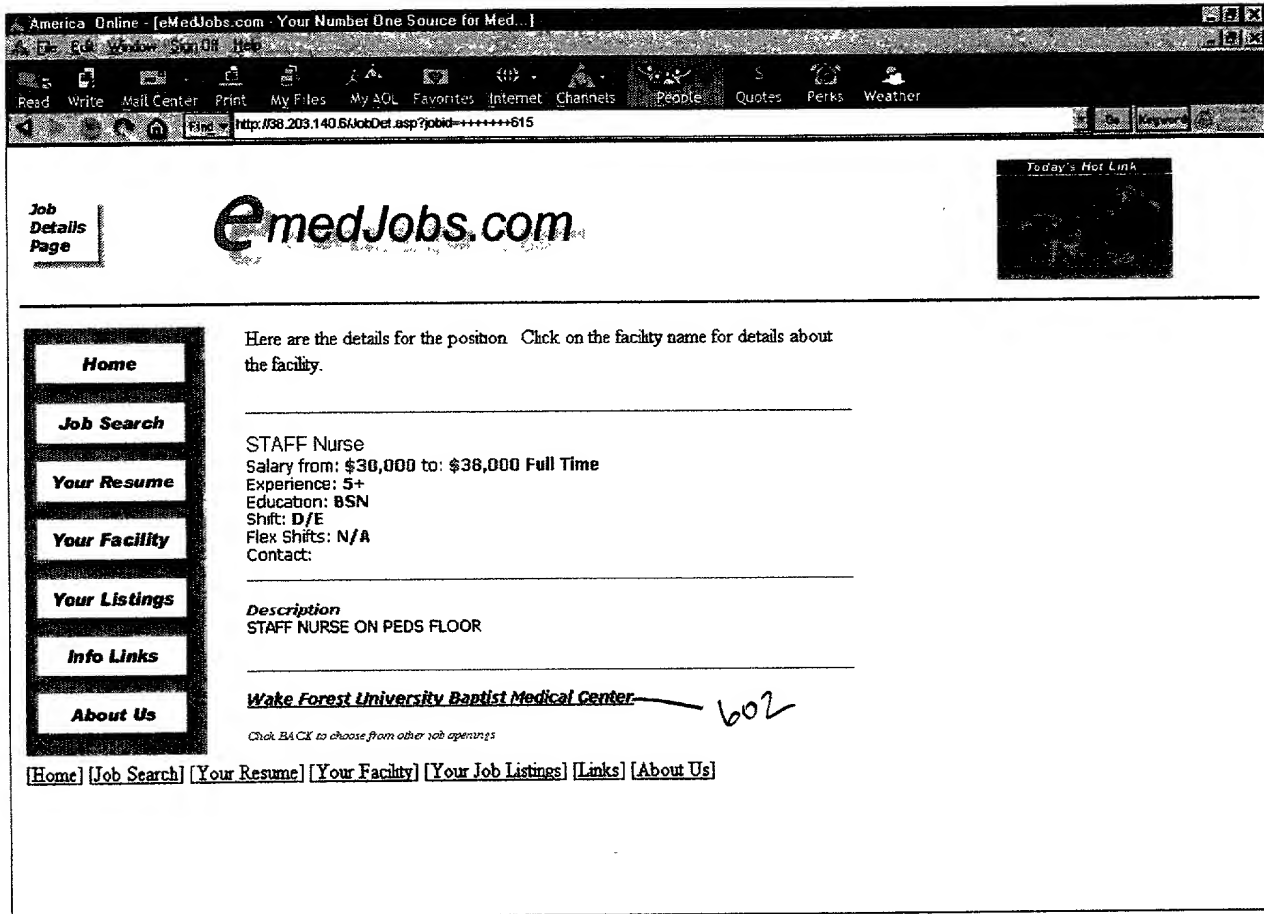 America Online - [eMedJobs.com - Your Number One Source for Med...]
File Edit Window Sign Off Help
Read Write Mail Center Print My Files My AOL Favorites Internet Channels People Quotes Perks Weather
Find http://38.203.140.6/JobDet.asp?jobid=+++++++615 Go Keyword
Today's Hot Link
Job
Details
Page
emedJobs.com
Home
Job Search
Your Resume
Your Facility
Your Listings
Info Links
About Us
Here are the details for the position Click on the facility name for details about
the facility.
STAFF Nurse
Salary from: $30,000 to: $38,000 Full Time
Experience: 5+
Education: BSN
Shift: D/E
Flex Shifts: N/A
Contact:
Description
STAFF NURSE ON PEDS FLOOR
Wake Forest University Baptist Medical Center
602
Click BACK to choose from other job openings
[Home] [Job Search] [Your Resume] [Your Facility] [Your Job Listings] [Links] [About Us]